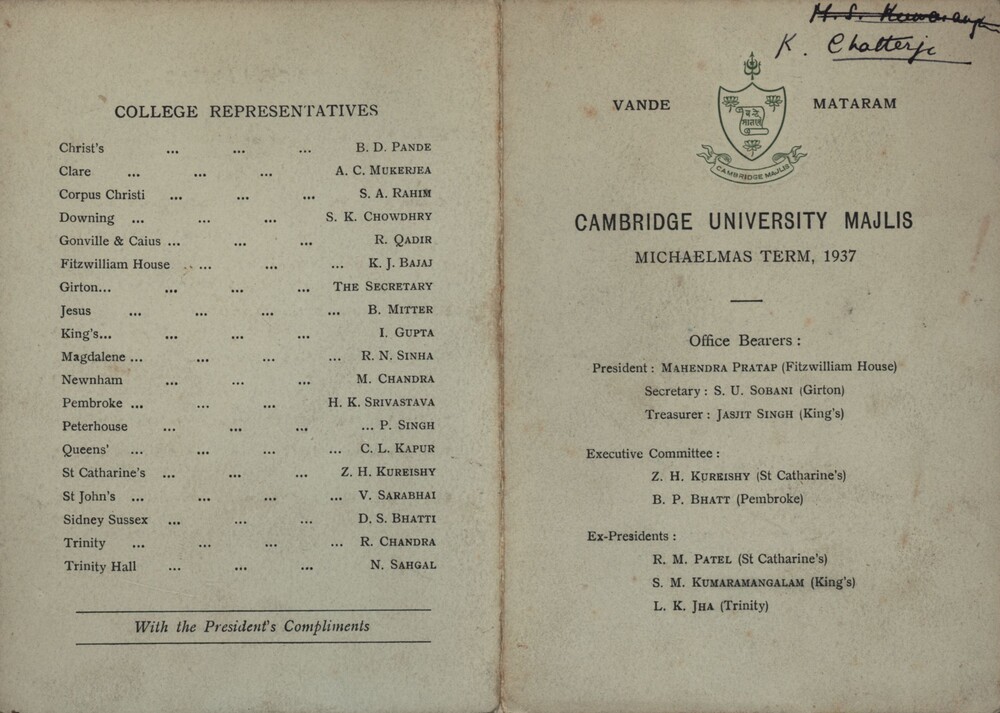 COLLEGE REPRESENTATIVES
Christ's ... ... ... B. D. PANDE
Clare ... ... ... A. C. MUKERJEA
Corpus Christi ... ... ... S. A. RAHIM
Downing ... ... ... S. K. CHOWDHRY
Gonville & Caius ... ... ... R. QADIR
Fitzwilliam House ... ... ... K. J. BAJAJ
Girton... ... ... ... THE SECRETARY
Jesus ... ... ... ... B. MITTER
King's... ... ... ... I. GUPTA
Magdalene ... ... ... ... R. N. SINHA
Newnham ... ... ... M. CHANDRA
Pembroke ... ... ... H. K. SRIVASTAVA
Peterhouse ... ... ... ... P. SINGH
Queens' ... ... ... ... C. L. KAPUR
St Catharine's ... ... ... Z. H. KUREISHY
St John's ... ... ... ... V. SARABHAI
Sidney Sussex ... ... ... D. S. BHATTI
Trinity ... ... ... ... R. CHANDRA
Trinity Hall ... ... ... N. SAHGAL
With the President's Compliments
K. Chatterji
VANDE MATARAM
CAMBRIDGE MAJLIS
CAMBRIDGE UNIVERSITY MAJLIS
MICHAELMAS TERM, 1937
Office Bearers :
President : MAHENDRA PRATAP (Fitzwilliam House)
Secretary : S. U. SOBANI (Girton)
Treasurer : JASJIT SINGH (King's)
Executive Committee :
Z. H. KUREISHY (St Catharine's)
B. P. BHATT (Pembroke)
Ex-Presidents :
R. M. PATEL (St Catharine's)
S. M. KUMARAMANGALAM (King's)
L. K. JHA (Trinity)